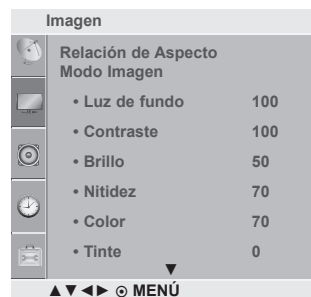 Imagen
Relación de Aspecto
Modo Imagen
• Luz de fundo 100
• Contraste 100
• Brillo 50
• Nitidez 70
• Color 70
• Tinte 0
▼
▲▼◄► ⊙ MENÚ